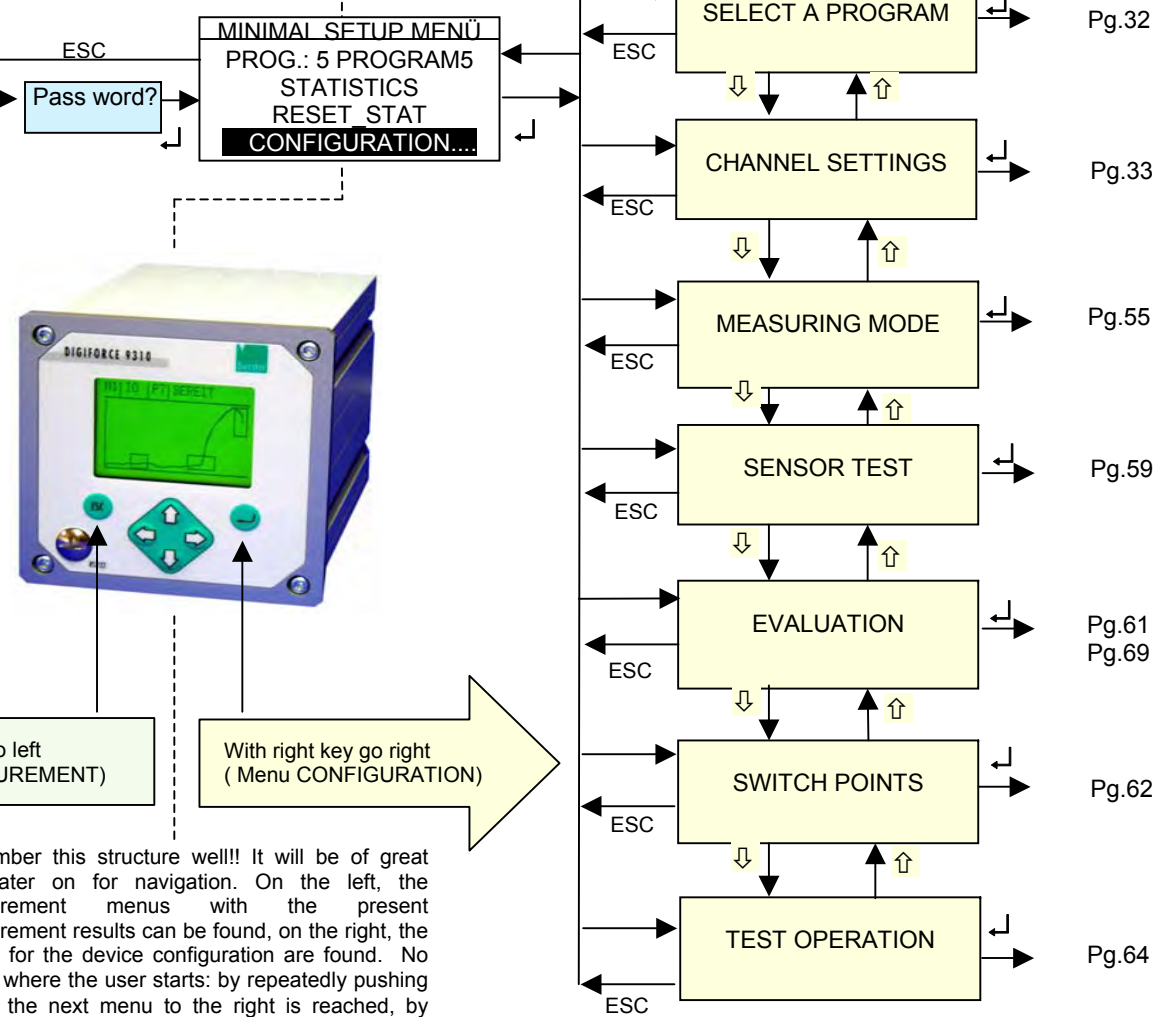 ESC
Pass word?
MINIMAL SETUP MENÜ
PROG.: 5 PROGRAM5
STATISTICS
RESET_STAT
CONFIGURATION....
DIGIFORCE 9310
burster
BEREIT
ESC
left
With right key go right
( Menu CONFIGURATION)
this structure well!! It will be of great
on for navigation. On the left, the
menus with the present
results can be found, on the right, the
for the device configuration are found. No
where the user starts: by repeatedly pushing
the next menu to the right is reached, by
SELECT A PROGRAM
Pg.32
ESC
CHANNEL SETTINGS
Pg.33
ESC
MEASURING MODE
Pg.55
ESC
SENSOR TEST
Pg.59
ESC
EVALUATION
Pg.61
Pg.69
ESC
SWITCH POINTS
Pg.62
ESC
TEST OPERATION
Pg.64
ESC